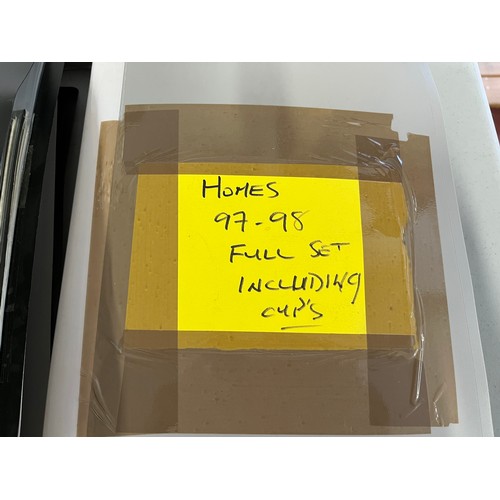 HOMES
97-98
FULL SET
INCLUDING
CUP'S